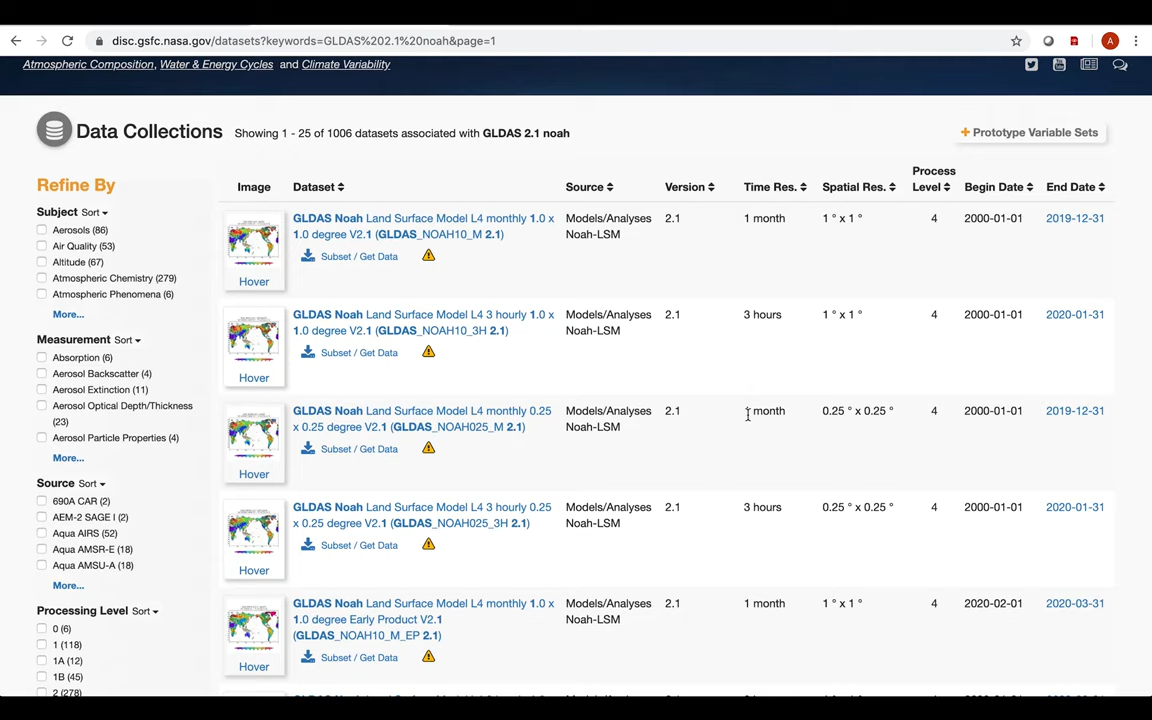 disc.gsfc.nasa.gov/datasets?keywords=GLDAS%202.1%20noah&page=1
A
Atmospheric Composition, Water & Energy Cycles and Climate Variability
Data Collections Showing 1 - 25 of 1006 datasets associated with GLDAS 2.1 noah
+ Prototype Variable Sets
Refine By
Subject Sort
Aerosols (86)
Air Quality (53)
Altitude (67)
Atmospheric Chemistry (279)
Atmospheric Phenomena (6)
More...
Measurement Sort
Absorption (6)
Aerosol Backscatter (4)
Aerosol Extinction (11)
Aerosol Optical Depth/Thickness
(23)
Aerosol Particle Properties (4)
More...
Source Sort
690A CAR (2)
AEM-2 SAGE I (2)
Aqua AIRS (52)
Aqua AMSR-E (18)
Aqua AMSU-A (18)
More...
Processing Level Sort
0 (6)
1 (118)
1A (12)
1B (45)
2 (278)
Process
Image Dataset Source Version Time Res. Spatial Res. Level Begin Date End Date
GLDAS Noah Land Surface Model L4 monthly 1.0 x Models/Analyses 2.1 1 month 1 ° x 1 ° 4 2000-01-01 2019-12-31
1.0 degree V2.1 (GLDAS_NOAH10_M 2.1) Noah-LSM
Subset / Get Data
Hover
GLDAS Noah Land Surface Model L4 3 hourly 1.0 x Models/Analyses 2.1 3 hours 1 ° x 1 ° 4 2000-01-01 2020-01-31
1.0 degree V2.1 (GLDAS_NOAH10_3H 2.1) Noah-LSM
Subset / Get Data
Hover
GLDAS Noah Land Surface Model L4 monthly 0.25 Models/Analyses 2.1 1 month 0.25 ° x 0.25 ° 4 2000-01-01 2019-12-31
x 0.25 degree V2.1 (GLDAS_NOAH025_M 2.1) Noah-LSM
Subset / Get Data
Hover
GLDAS Noah Land Surface Model L4 3 hourly 0.25 Models/Analyses 2.1 3 hours 0.25 ° x 0.25 ° 4 2000-01-01 2020-01-31
x 0.25 degree V2.1 (GLDAS_NOAH025_3H 2.1) Noah-LSM
Subset / Get Data
Hover
GLDAS Noah Land Surface Model L4 monthly 1.0 x Models/Analyses 2.1 1 month 1 ° x 1 ° 4 2020-02-01 2020-03-31
1.0 degree Early Product V2.1 Noah-LSM
(GLDAS_NOAH10_M_EP 2.1)
Subset / Get Data
Hover